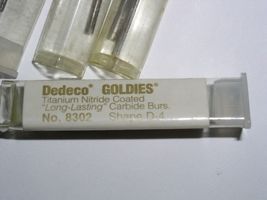 Dedeco® GOLDIES®
Titanium Nitride Coated
"Long-Lasting" Carbide Burs.
No. 8302 Shape D-4